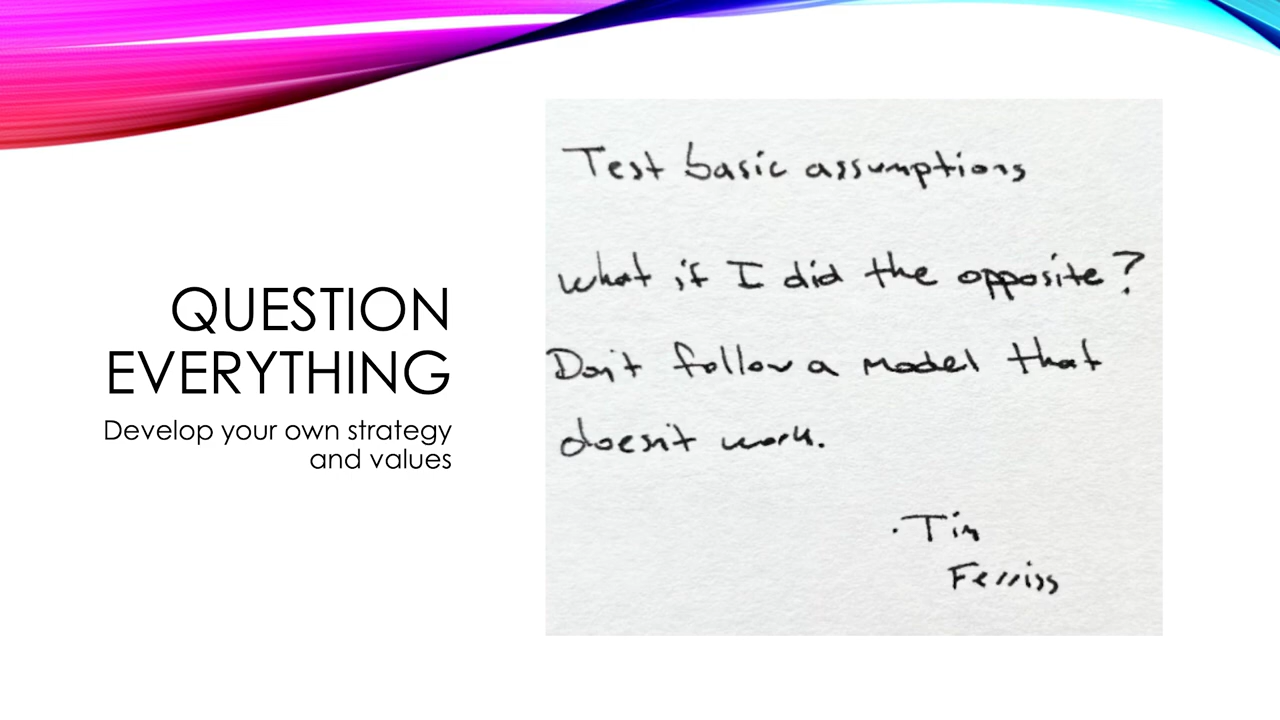 QUESTION
EVERYTHING
Develop your own strategy
and values
Test basic assumptions
What if I did the opposite?
Don't follow a model that
doesn't work.
· Tim
Ferriss